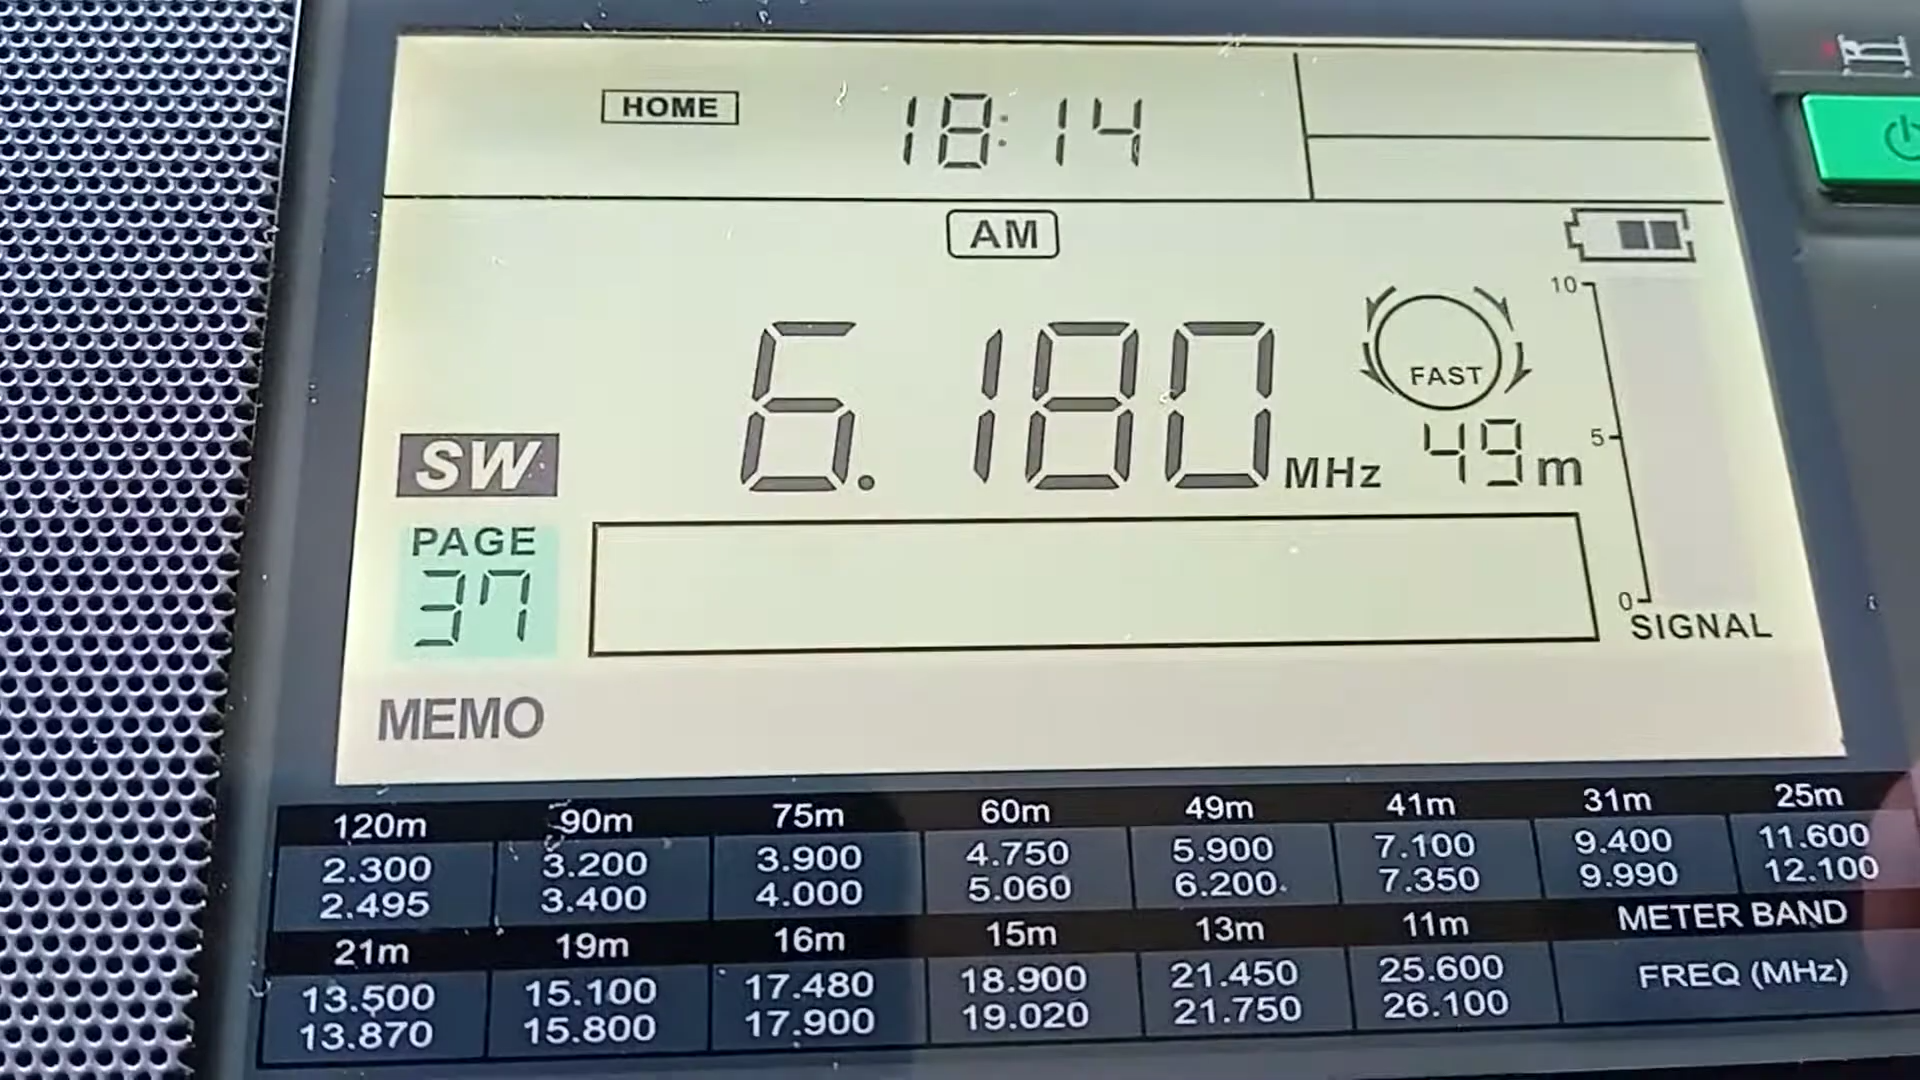 HOME 18:14
AM
10
FAST
6.180 MHz 49 m
5
SW
PAGE
37
0
SIGNAL
MEMO
120m 90m 75m 60m 49m 41m 31m 25m
2.300 3.200 3.900 4.750 5.900 7.100 9.400 11.600
2.495 3.400 4.000 5.060 6.200 7.350 9.990 12.100
21m 19m 16m 15m 13m 11m METER BAND
13.500 15.100 17.480 18.900 21.450 25.600 FREQ (MHz)
13.870 15.800 17.900 19.020 21.750 26.100